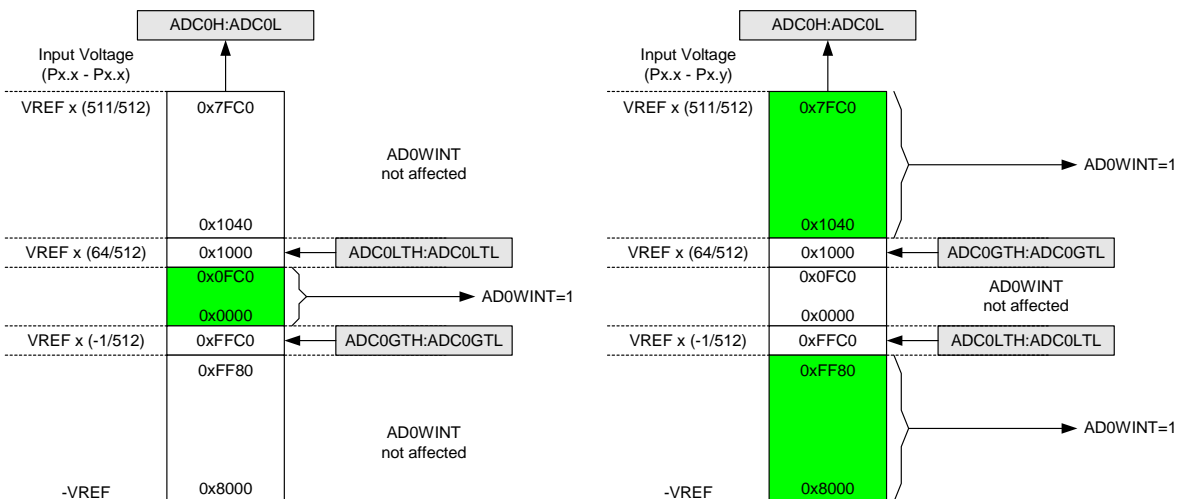 ADC0H:ADC0L
Input Voltage
(Px.x - Px.x)
VREF x (511/512)
0x7FC0
AD0WINT
not affected
0x1040
VREF x (64/512)
0x1000
ADC0LTH:ADC0LTL
0x0FC0
AD0WINT=1
0x0000
VREF x (-1/512)
0xFFC0
ADC0GTH:ADC0GTL
0xFF80
AD0WINT
not affected
-VREF
0x8000
ADC0H:ADC0L
Input Voltage
(Px.x - Px.y)
VREF x (511/512)
0x7FC0
AD0WINT=1
0x1040
VREF x (64/512)
0x1000
ADC0GTH:ADC0GTL
0x0FC0
AD0WINT
not affected
0x0000
VREF x (-1/512)
0xFFC0
ADC0LTH:ADC0LTL
0xFF80
AD0WINT=1
-VREF
0x8000